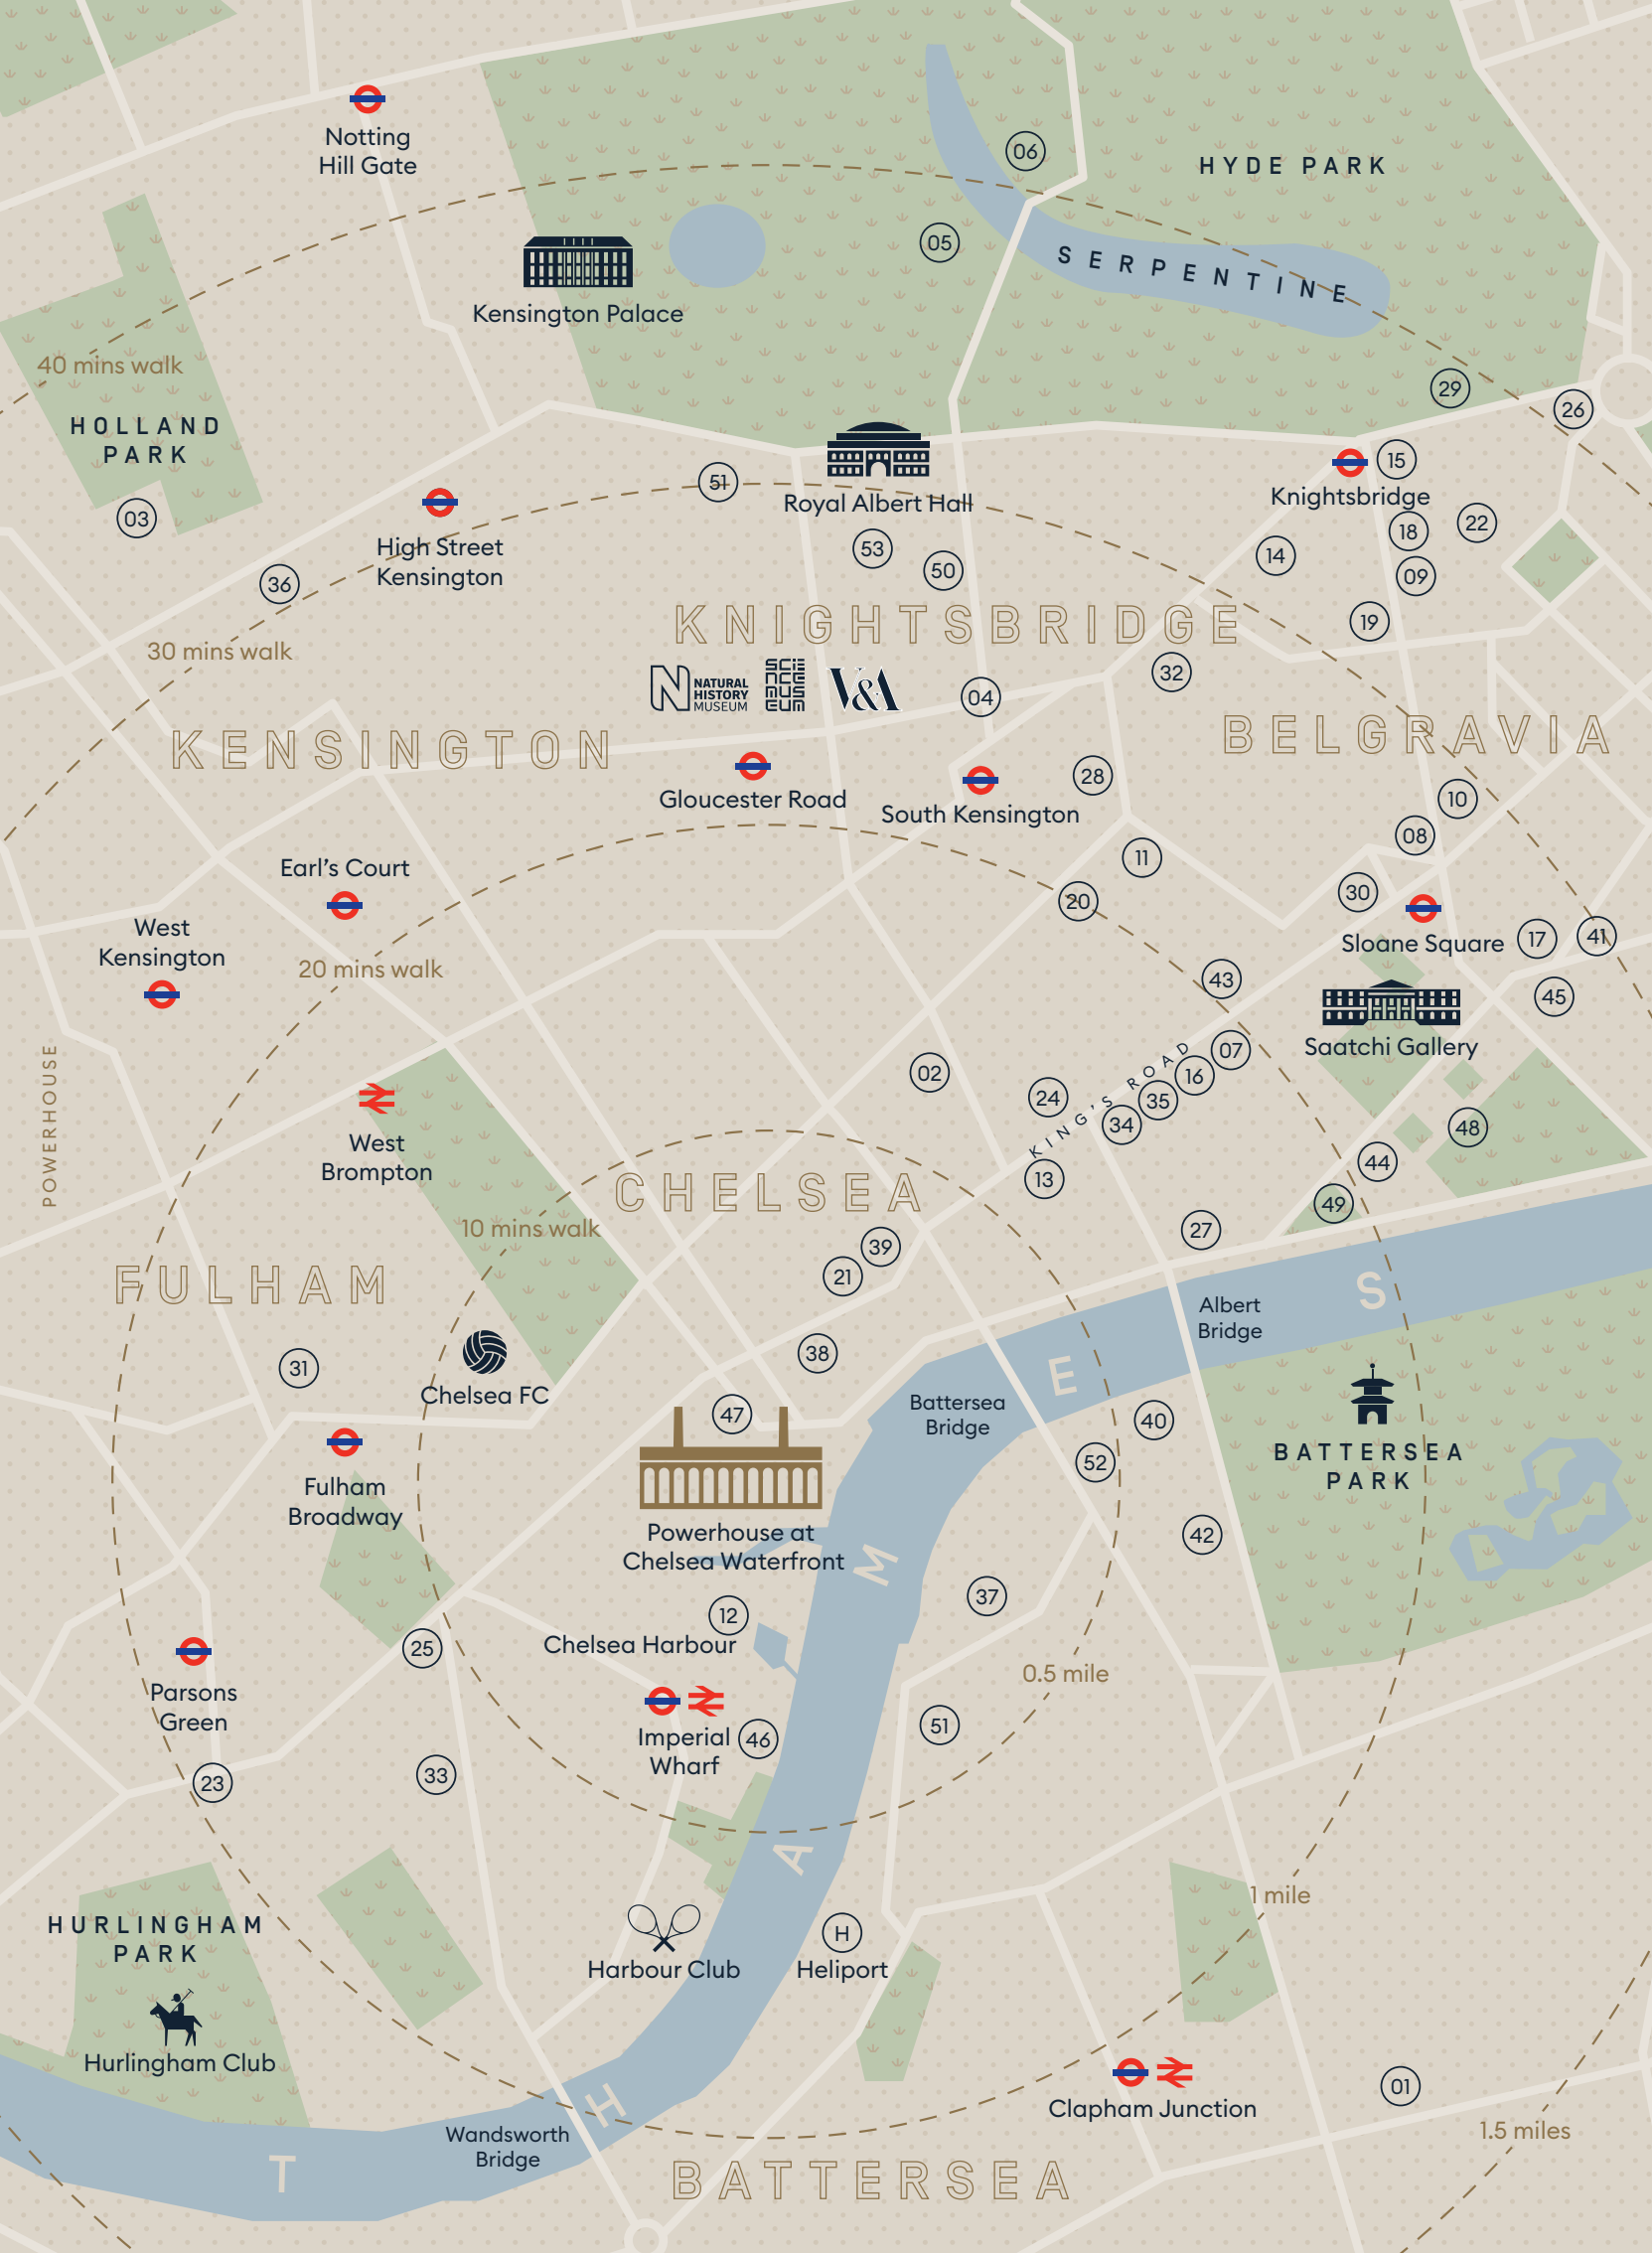 Notting
Hill Gate
06
HYDE PARK
05
SERPENTINE
Kensington Palace
40 mins walk
29
26
HOLLAND
PARK
15
Knightsbridge
51
Royal Albert Hall
03
18
22
High Street
Kensington
53
14
50
09
36
19
KNIGHTSBRIDGE
30 mins walk
32
NATURAL
HISTORY
MUSEUM
SCIENCE MUSEUM
V&A
04
KENSINGTON
BELGRAVIA
28
Gloucester Road
South Kensington
10
08
11
Earl's Court
30
20
West
Kensington
Sloane Square
17
41
20 mins walk
43
45
Saatchi Gallery
POWERHOUSE
07
02
16
24
35
KING'S ROAD
34
48
West
Brompton
44
13
CHELSEA
49
10 mins walk
27
39
21
FULHAM
THAMES
Albert
Bridge
38
31
Chelsea FC
Battersea
Bridge
47
40
BATTERSEA
PARK
52
Fulham
Broadway
Powerhouse at
Chelsea Waterfront
42
37
12
Chelsea Harbour
25
0.5 mile
Parsons
Green
Imperial
Wharf
46
51
33
23
1 mile
HURLINGHAM
PARK
H
Harbour Club
Heliport
Hurlingham Club
Clapham Junction
01
Wandsworth
Bridge
1.5 miles
BATTERSEA